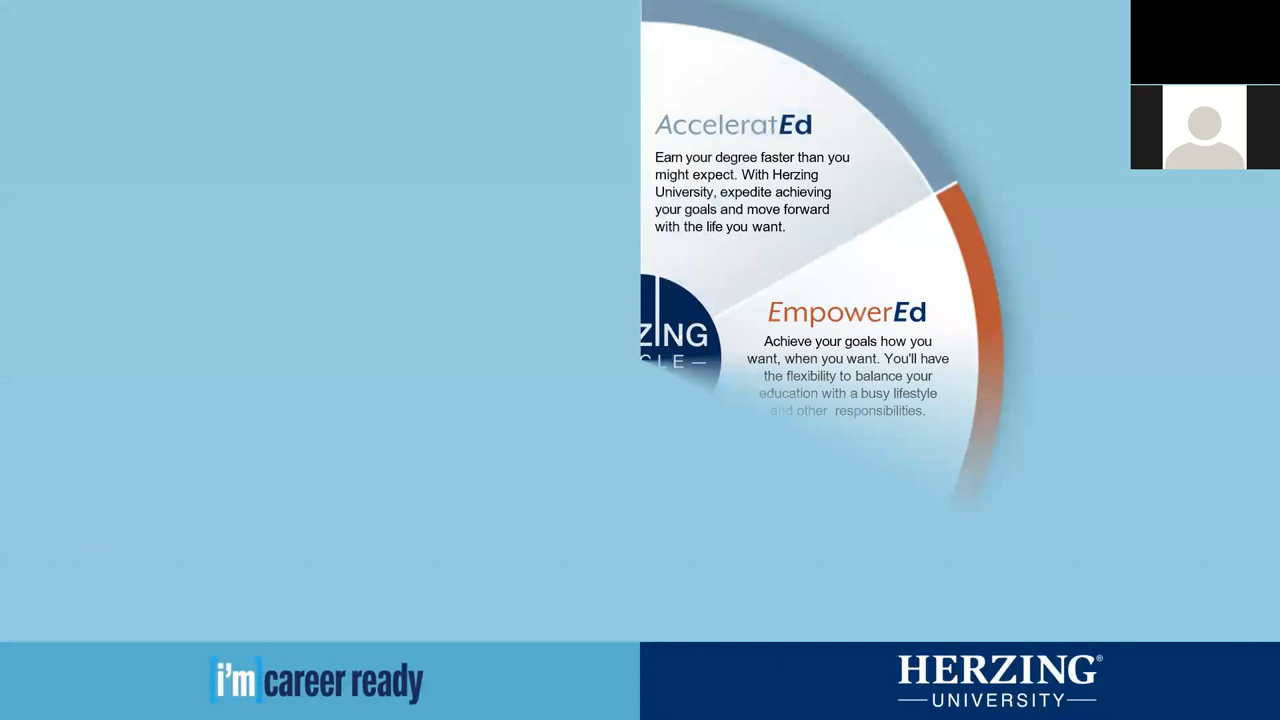 AcceleratEd
Earn your degree faster than you
might expect. With Herzing
University, expedite achieving
your goals and move forward
with the life you want.
ZING
CLE
EmpowerEd
Achieve your goals how you
want, when you want. You'll have
the flexibility to balance your
education with a busy lifestyle
and other responsibilities.
[i'm] career ready
HERZING®
UNIVERSITY